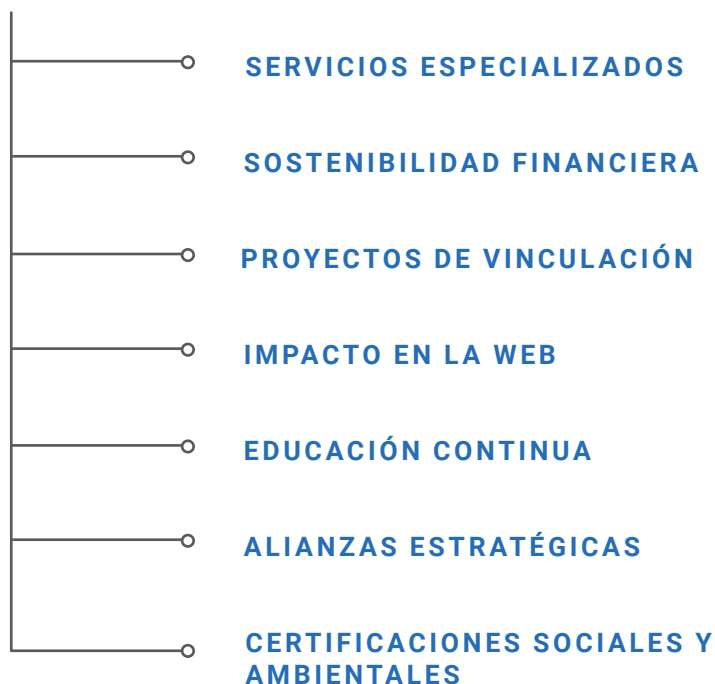 SERVICIOS ESPECIALIZADOS
SOSTENIBILIDAD FINANCIERA
PROYECTOS DE VINCULACIÓN
IMPACTO EN LA WEB
EDUCACIÓN CONTINUA
ALIANZAS ESTRATÉGICAS
CERTIFICACIONES SOCIALES Y
AMBIENTALES